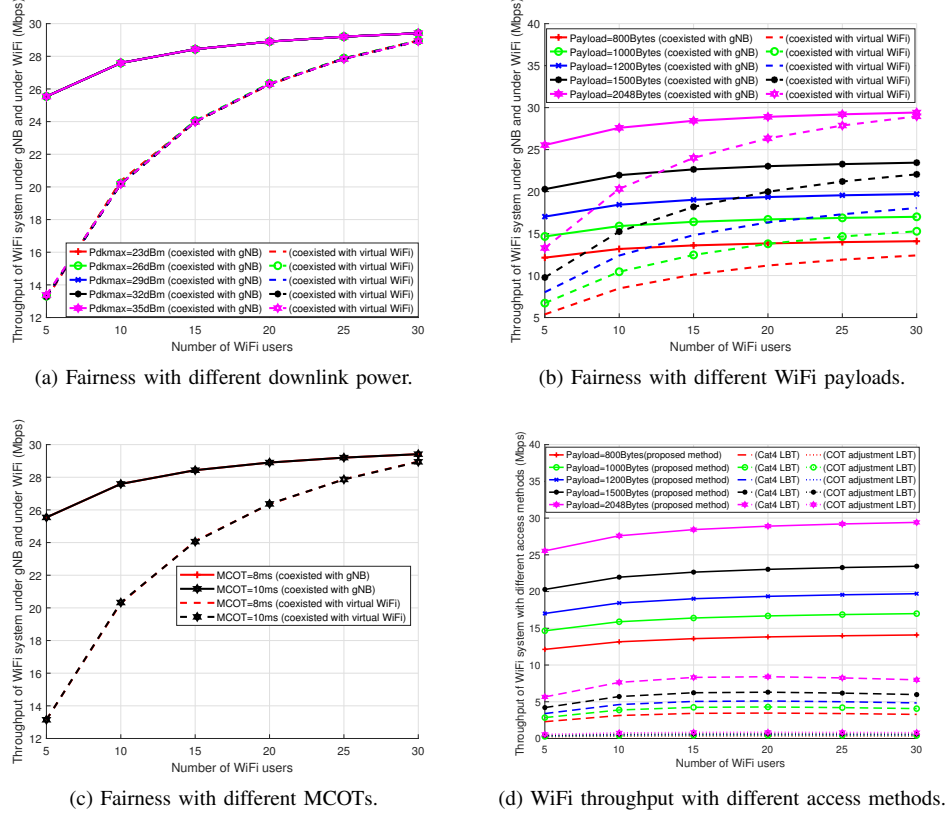 Throughput of WiFi system under gNB and under WiFi (Mbps)
30
28
26
24
22
20
18
16
14
12
Pdkmax=23dBm (coexisted with gNB) (coexisted with virtual WiFi)
Pdkmax=26dBm (coexisted with gNB) (coexisted with virtual WiFi)
Pdkmax=29dBm (coexisted with gNB) (coexisted with virtual WiFi)
Pdkmax=32dBm (coexisted with gNB) (coexisted with virtual WiFi)
Pdkmax=35dBm (coexisted with gNB) (coexisted with virtual WiFi)
5 10 15 20 25 30
Number of WiFi users
(a) Fairness with different downlink power.
Throughput of WiFi system under gNB and under WiFi (Mbps)
40
35
30
25
20
15
10
5
Payload=800Bytes (coexisted with gNB) (coexisted with virtual WiFi)
Payload=1000Bytes (coexisted with gNB) (coexisted with virtual WiFi)
Payload=1200Bytes (coexisted with gNB) (coexisted with virtual WiFi)
Payload=1500Bytes (coexisted with gNB) (coexisted with virtual WiFi)
Payload=2048Bytes (coexisted with gNB) (coexisted with virtual WiFi)
5 10 15 20 25 30
Number of WiFi users
(b) Fairness with different WiFi payloads.
Throughput of WiFi system under gNB and under WiFi (Mbps)
30
28
26
24
22
20
18
16
14
12
MCOT=8ms (coexisted with gNB)
MCOT=10ms (coexisted with gNB)
MCOT=8ms (coexisted with virtual WiFi)
MCOT=10ms (coexisted with virtual WiFi)
5 10 15 20 25 30
Number of WiFi users
(c) Fairness with different MCOTs.
Throughput of WiFi system with different access methods (Mbps)
40
35
30
25
20
15
10
5
0
Payload=800Bytes(proposed method) (Cat4 LBT) (COT adjustment LBT)
Payload=1000Bytes (proposed method) (Cat4 LBT) (COT adjustment LBT)
Payload=1200Bytes (proposed method) (Cat4 LBT) (COT adjustment LBT)
Payload=1500Bytes (proposed method) (Cat4 LBT) (COT adjustment LBT)
Payload=2048Bytes (proposed method) (Cat4 LBT) (COT adjustment LBT)
5 10 15 20 25 30
Number of WiFi users
(d) WiFi throughput with different access methods.